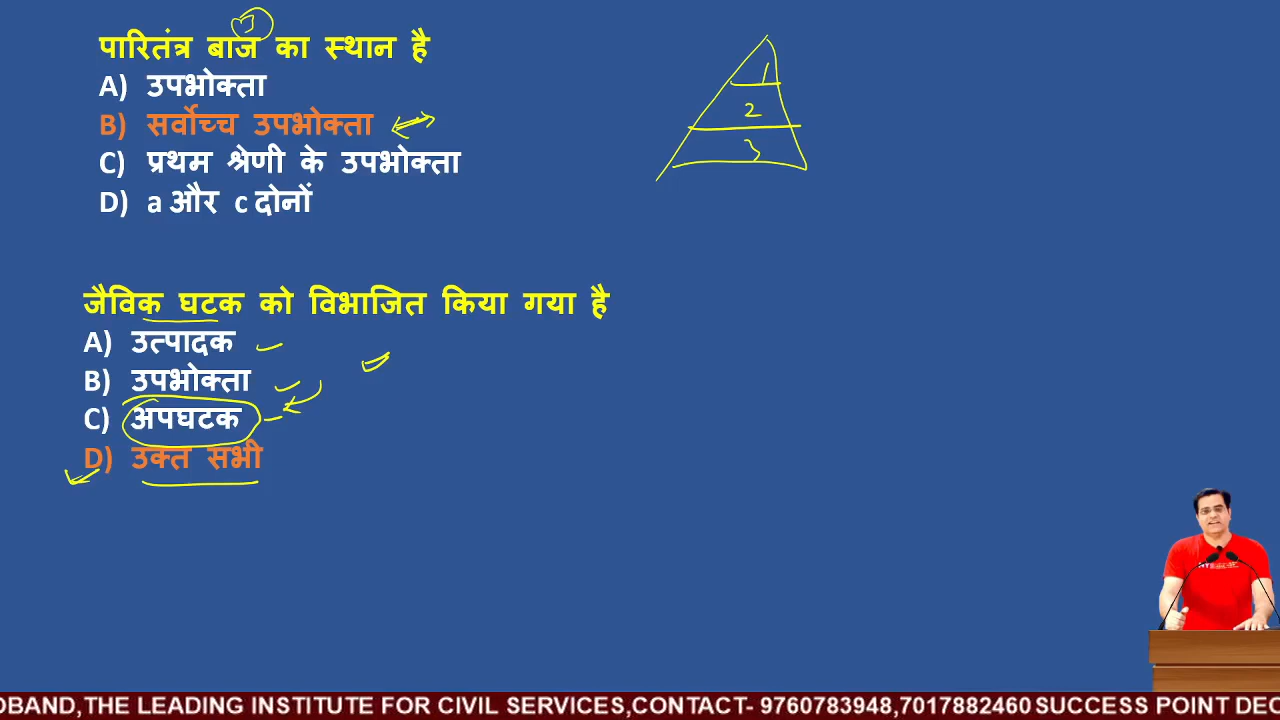 पारितंत्र बाज का स्थान है
A) उपभोक्ता
B) सर्वोच्च उपभोक्ता
C) प्रथम श्रेणी के उपभोक्ता
D) a और c दोनों
1
2
3
जैविक घटक को विभाजित किया गया है
A) उत्पादक
B) उपभोक्ता
C) अपघटक
D) उक्त सभी
OBAND,THE LEADING INSTITUTE FOR CIVIL SERVICES,CONTACT- 9760783948,7017882460 SUCCESS POINT DEO